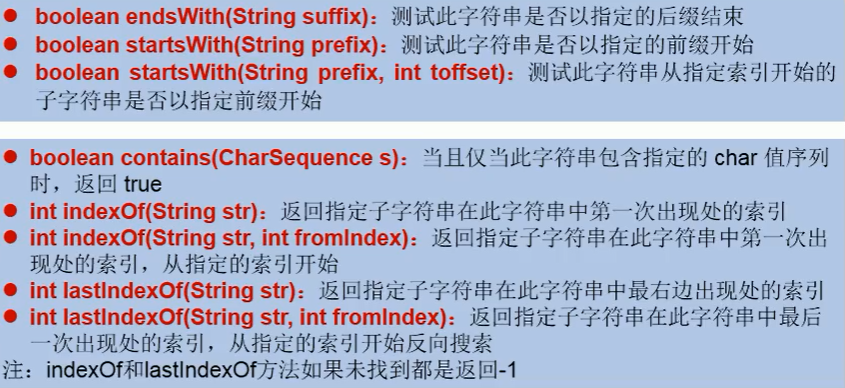 ● boolean endsWith(String suffix)：测试此字符串是否以指定的后缀结束
● boolean startsWith(String prefix)：测试此字符串是否以指定的前缀开始
● boolean startsWith(String prefix, int toffset)：测试此字符串从指定索引开始的
子字符串是否以指定前缀开始
● boolean contains(CharSequence s)：当且仅当此字符串包含指定的 char 值序列
时，返回 true
● int indexOf(String str)：返回指定子字符串在此字符串中第一次出现处的索引
● int indexOf(String str, int fromIndex)：返回指定子字符串在此字符串中第一次出
现处的索引，从指定的索引开始
● int lastIndexOf(String str)：返回指定子字符串在此字符串中最右边出现处的索引
● int lastIndexOf(String str, int fromIndex)：返回指定子字符串在此字符串中最后
一次出现处的索引，从指定的索引开始反向搜索
注：indexOf和lastIndexOf方法如果未找到都是返回-1